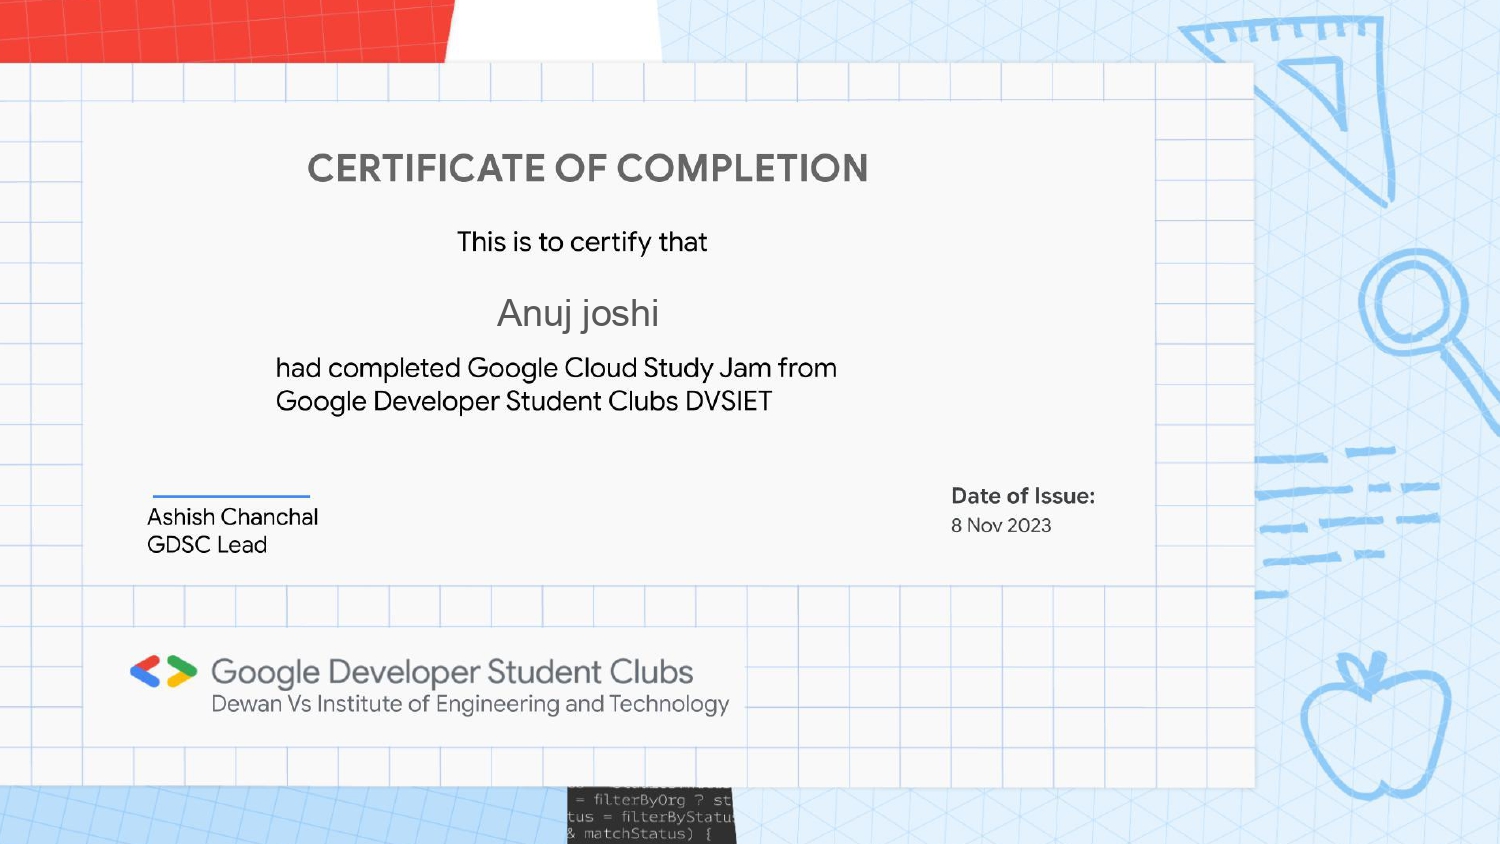 CERTIFICATE OF COMPLETION
This is to certify that
Anuj joshi
had completed Google Cloud Study Jam from
Google Developer Student Clubs DVSIET
Ashish Chanchal
GDSC Lead
Date of Issue:
8 Nov 2023
Google Developer Student Clubs
Dewan Vs Institute of Engineering and Technology
= filterByOrg ? st
tus = filterByStatu
& matchStatus) {